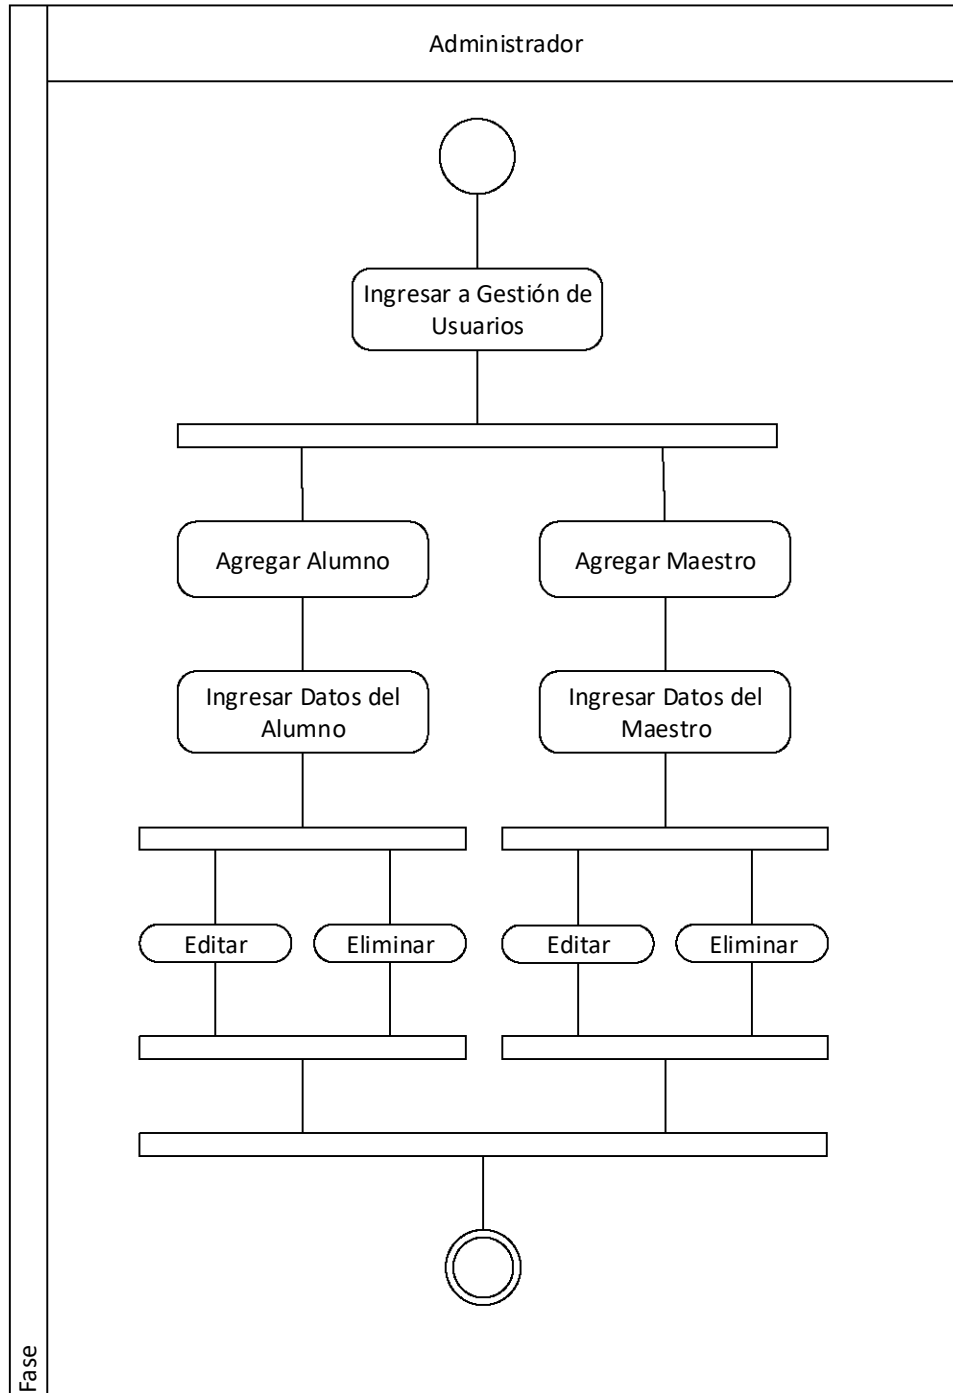 Administrador
Ingresar a Gestión de
Usuarios
Agregar Alumno
Agregar Maestro
Ingresar Datos del
Alumno
Ingresar Datos del
Maestro
Editar
Eliminar
Editar
Eliminar
Fase